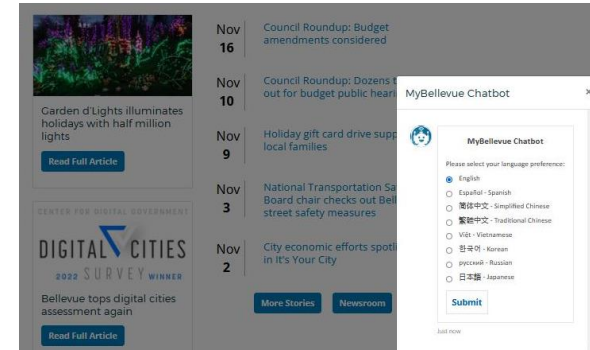 Garden d'Lights illuminates
holidays with half million
lights
Read Full Article
CENTER FOR DIGITAL GOVERNMENT
DIGITAL CITIES
2022 SURVEY WINNER
Bellevue tops digital cities
assessment again
Read Full Article
Nov
16
Council Roundup: Budget
amendments considered
Nov
10
Council Roundup: Dozens t
out for budget public heari
Nov
9
Holiday gift card drive supp
local families
Nov
3
National Transportation Sa
Board chair checks out Bell
street safety measures
Nov
2
City economic efforts spotli
in It's Your City
More Stories
Newsroom
MyBellevue Chatbot
×
MyBellevue Chatbot
Please select your language preference:
English
Español - Spanish
简体中文 - Simplified Chinese
繁體中文 - Traditional Chinese
Việt - Vietnamese
한국어 - Korean
русский - Russian
日本語 - Japanese
Submit
Just now